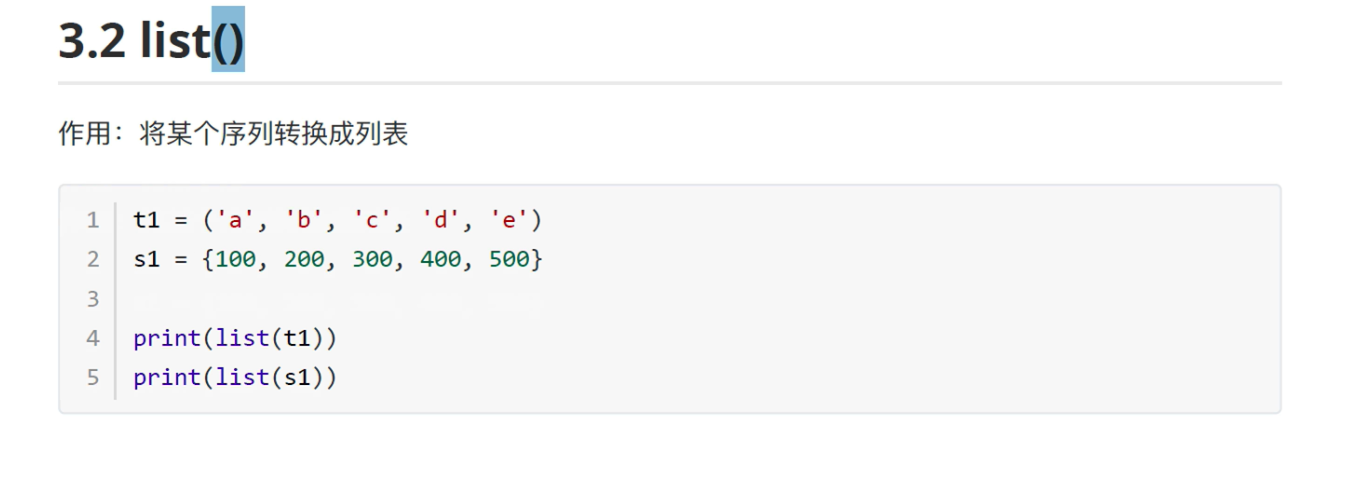 3.2 list()
作用：将某个序列转换成列表
1 t1 = ('a', 'b', 'c', 'd', 'e')
2 s1 = {100, 200, 300, 400, 500}
3
4 print(list(t1))
5 print(list(s1))